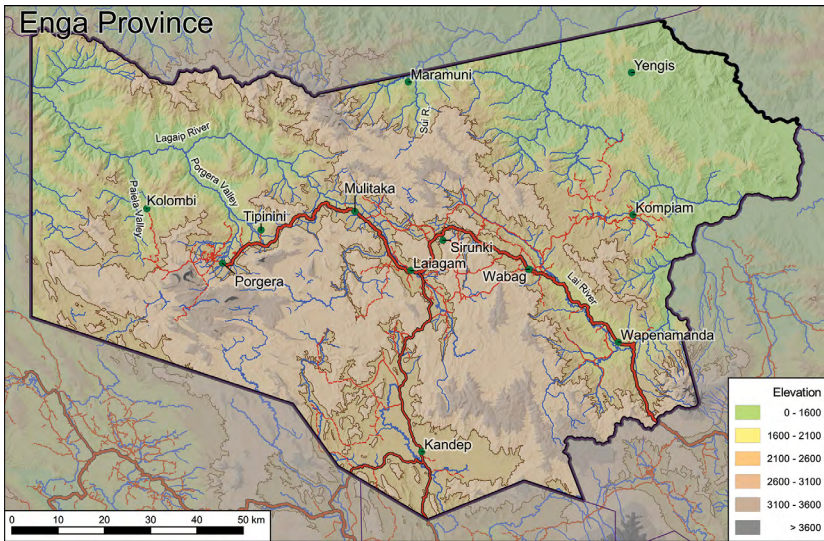 Enga Province
Maramuni
Yengis
Sui R.
Lagaip River
Porgera Valley
Paiela Valley
Kolombi
Mulitaka
Tipinini
Kompiam
Sirunki
Porgera
Laiagam
Wabag
Lai River
Wapenamanda
Kandep
Elevation
0 - 1600
1600 - 2100
2100 - 2600
2600 - 3100
3100 - 3600
> 3600
0 10 20 30 40 50 km